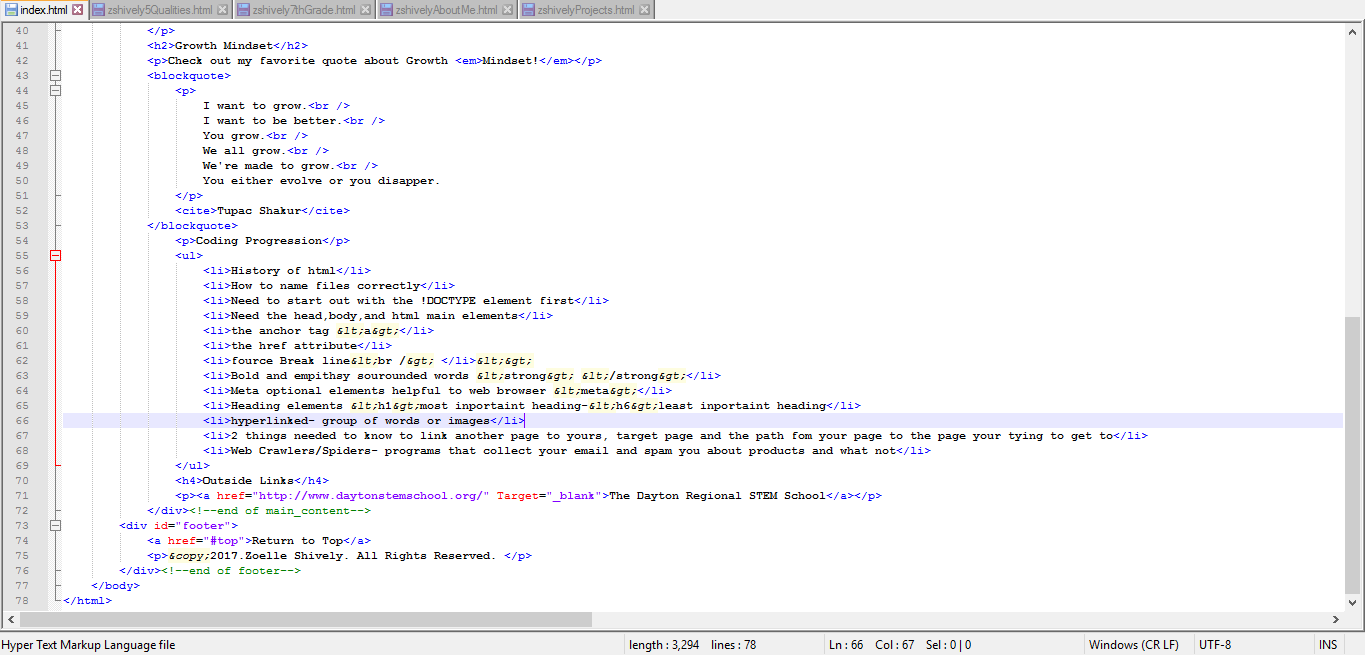 index.html zshively5Qualities.html zshively7thGrade.html zshivelyAboutMe.html zshivelyProjects.html
40 </p>
41 <h2>Growth Mindset</h2>
42 <p>Check out my favorite quote about Growth <em>Mindset!</em></p>
43 <blockquote>
44 <p>
45 I want to grow.<br />
46 I want to be better.<br />
47 You grow.<br />
48 We all grow.<br />
49 We're made to grow.<br />
50 You either evolve or you disapper.
51 </p>
52 <cite>Tupac Shakur</cite>
53 </blockquote>
54 <p>Coding Progression</p>
55 <ul>
56 <li>History of html</li>
57 <li>How to name files correctly</li>
58 <li>Need to start out with the !DOCTYPE element first</li>
59 <li>Need the head,body,and html main elements</li>
60 <li>the anchor tag &lt;a&gt;</li>
61 <li>the href attribute</li>
62 <li>fource Break line&lt;br /&gt; </li>&lt;&gt;
63 <li>Bold and empithsy sourounded words &lt;strong&gt; &lt;/strong&gt;</li>
64 <li>Meta optional elements helpful to web browser &lt;meta&gt;</li>
65 <li>Heading elements &lt;h1&gt;most inportaint heading-&lt;h6&gt;least inportaint heading</li>
66 <li>hyperlinked- group of words or images</li>
67 <li>2 things needed to know to link another page to yours, target page and the path fom your page to the page your tying to get to</li>
68 <li>Web Crawlers/Spiders- programs that collect your email and spam you about products and what not</li>
69 </ul>
70 <h4>Outside Links</h4>
71 <p><a href="http://www.daytonstemschool.org/" Target="_blank">The Dayton Regional STEM School</a></p>
72 </div><!--end of main_content-->
73 <div id="footer">
74 <a href="#top">Return to Top</a>
75 <p>&copy;2017.Zoelle Shively. All Rights Reserved. </p>
76 </div><!--end of footer-->
77 </body>
78 </html>
Hyper Text Markup Language file length : 3,294 lines : 78 Ln : 66 Col : 67 Sel : 0 | 0 Windows (CR LF) UTF-8 INS